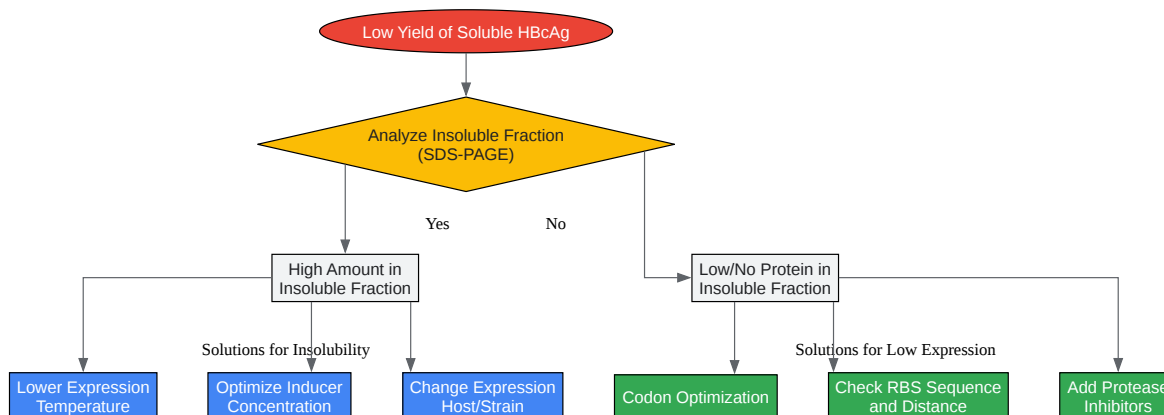 Low Yield of Soluble HBcAg
Analyze Insoluble Fraction
(SDS-PAGE)
Yes
No
High Amount in
Insoluble Fraction
Low/No Protein in
Insoluble Fraction
Solutions for Insolubility
Solutions for Low Expression
Lower Expression
Temperature
Optimize Inducer
Concentration
Change Expression
Host/Strain
Codon Optimization
Check RBS Sequence
and Distance
Add Protease
Inhibitors